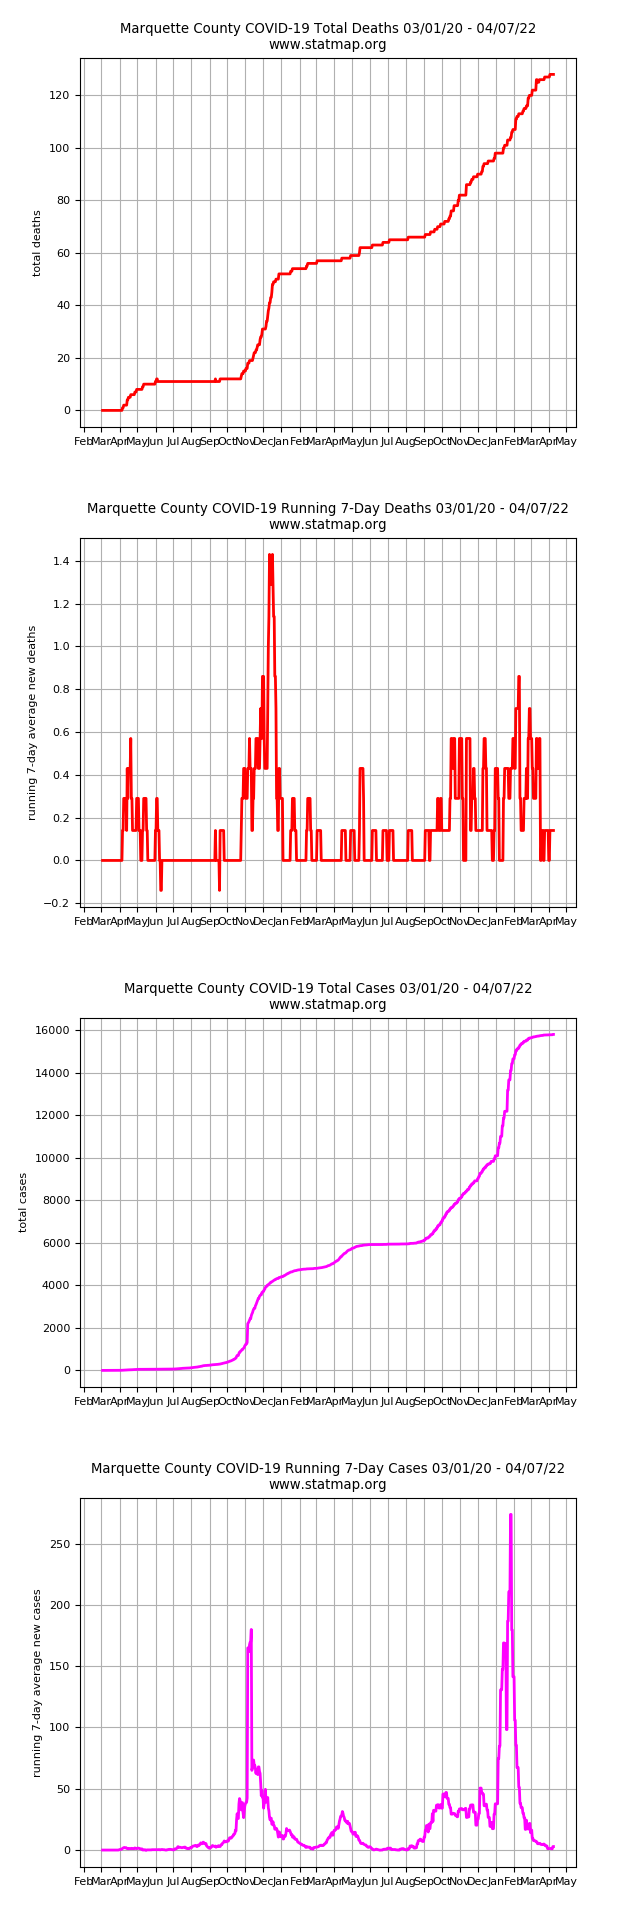 Marquette County COVID-19 Total Deaths 03/01/20 - 04/07/22
www.statmap.org
total deaths
120
100
80
60
40
20
0
Feb Mar Apr May Jun Jul Aug Sep Oct Nov Dec Jan Feb Mar Apr May Jun Jul Aug Sep Oct Nov Dec Jan Feb Mar Apr May
Marquette County COVID-19 Running 7-Day Deaths 03/01/20 - 04/07/22
www.statmap.org
running 7-day average new deaths
1.4
1.2
1.0
0.8
0.6
0.4
0.2
0.0
−0.2
Feb Mar Apr May Jun Jul Aug Sep Oct Nov Dec Jan Feb Mar Apr May Jun Jul Aug Sep Oct Nov Dec Jan Feb Mar Apr May
Marquette County COVID-19 Total Cases 03/01/20 - 04/07/22
www.statmap.org
total cases
16000
14000
12000
10000
8000
6000
4000
2000
0
Feb Mar Apr May Jun Jul Aug Sep Oct Nov Dec Jan Feb Mar Apr May Jun Jul Aug Sep Oct Nov Dec Jan Feb Mar Apr May
Marquette County COVID-19 Running 7-Day Cases 03/01/20 - 04/07/22
www.statmap.org
running 7-day average new cases
250
200
150
100
50
0
Feb Mar Apr May Jun Jul Aug Sep Oct Nov Dec Jan Feb Mar Apr May Jun Jul Aug Sep Oct Nov Dec Jan Feb Mar Apr May